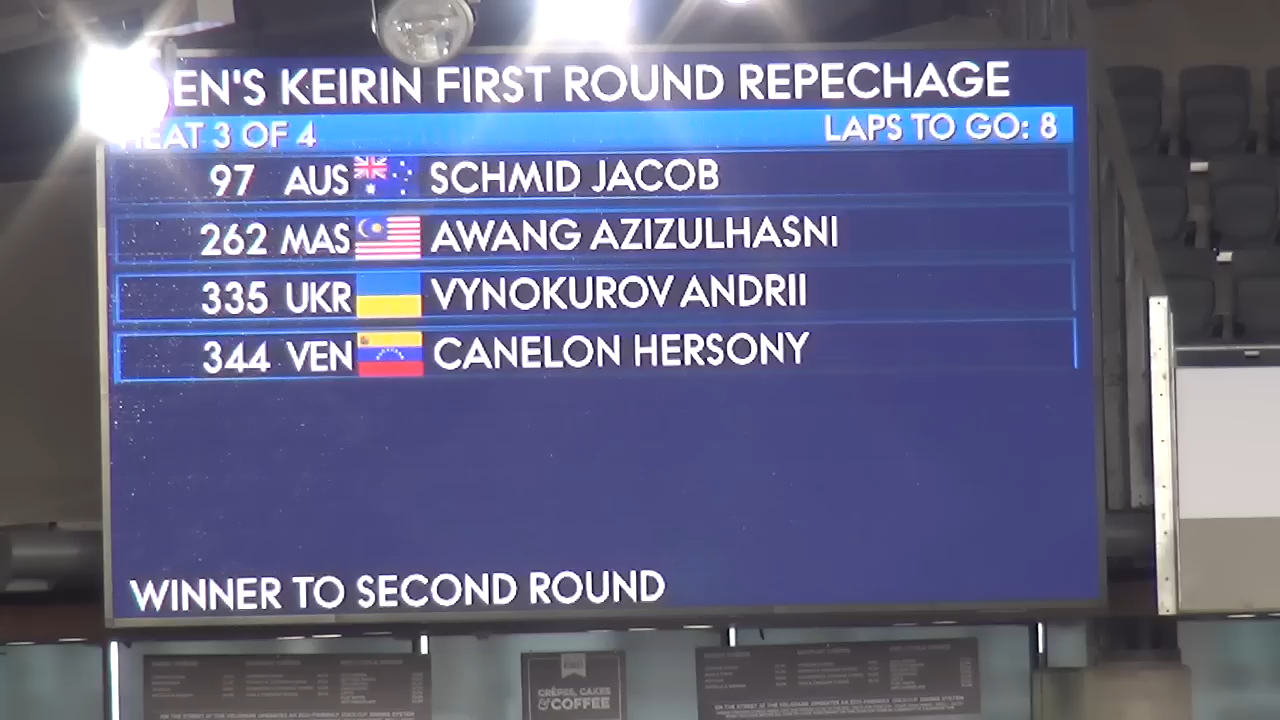 EN'S KEIRIN FIRST ROUND REPECHAGE
HEAT 3 OF 4 LAPS TO GO: 8
97 AUS SCHMID JACOB
262 MAS AWANG AZIZULHASNI
335 UKR VYNOKUROV ANDRII
344 VEN CANELON HERSONY
WINNER TO SECOND ROUND
CRÊPES, CAKES
&COFFEE